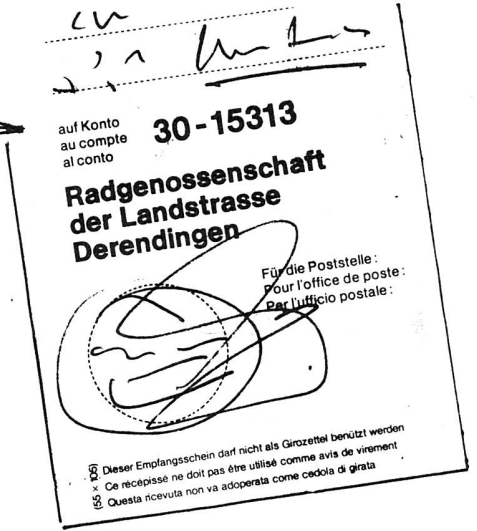 auf Konto
au compte
al conto
30-15313
Radgenossenschaft
der Landstrasse
Derendingen
Für die Poststelle:
Pour l'office de poste:
Per l'ufficio postale:
(55 × 105)
Dieser Empfangsschein darf nicht als Girozettel benützt werden
Ce récépissé ne doit pas être utilisé comme avis de virement
Questa ricevuta non va adoperata come cedola di girata